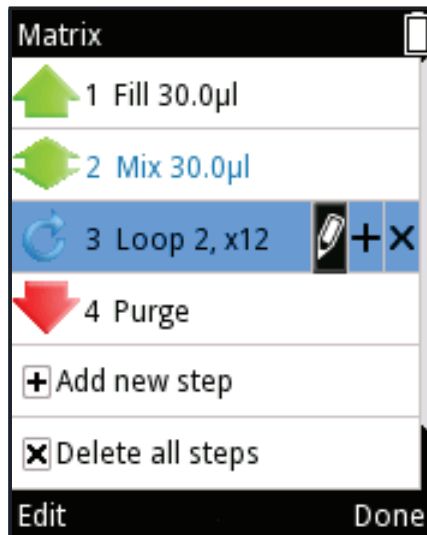 Matrix
1 Fill 30.0µl
2 Mix 30.0µl
3 Loop 2, x12
4 Purge
Add new step
Delete all steps
Edit Done